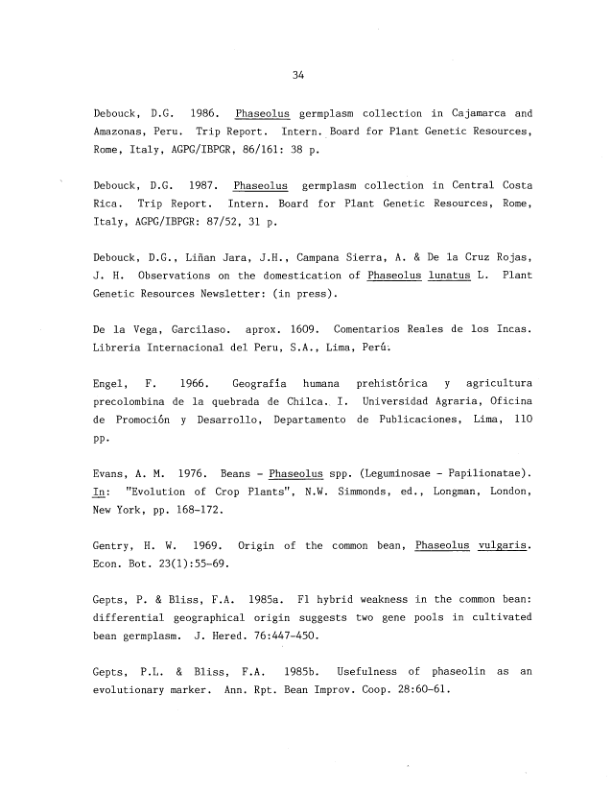 34
Debouck, D.G. 1986. Phaseolus germplasm collection in Cajamarca and
Amazonas, Peru. Trip Report. Intern. Board for Plant Genetic Resources,
Rome, Italy, AGPG/IBPGR, 86/161: 38 p.
Debouck, D.G. 1987. Phaseolus germplasm collection in Central Costa
Rica. Trip Report. Intern. Board for Plant Genetic Resources, Rome,
Italy, AGPG/IBPGR: 87/52, 31 p.
Debouck, D.G., Liñan Jara, J.H., Campana Sierra, A. & De la Cruz Rojas,
J. H. Observations on the domestication of Phaseolus lunatus L. Plant
Genetic Resources Newsletter: (in press).
De la Vega, Garcilaso. aprox. 1609. Comentarios Reales de los Incas.
Libreria Internacional del Peru, S.A., Lima, Perú.
Engel, F. 1966. Geografía humana prehistórica y agricultura
precolombina de la quebrada de Chilca. I. Universidad Agraria, Oficina
de Promoción y Desarrollo, Departamento de Publicaciones, Lima, 110
pp.
Evans, A. M. 1976. Beans - Phaseolus spp. (Leguminosae - Papilionatae).
In: "Evolution of Crop Plants", N.W. Simmonds, ed., Longman, London,
New York, pp. 168-172.
Gentry, H. W. 1969. Origin of the common bean, Phaseolus vulgaris.
Econ. Bot. 23(1):55-69.
Gepts, P. & Bliss, F.A. 1985a. Fl hybrid weakness in the common bean:
differential geographical origin suggests two gene pools in cultivated
bean germplasm. J. Hered. 76:447-450.
Gepts, P.L. & Bliss, F.A. 1985b. Usefulness of phaseolin as an
evolutionary marker. Ann. Rpt. Bean Improv. Coop. 28:60-61.